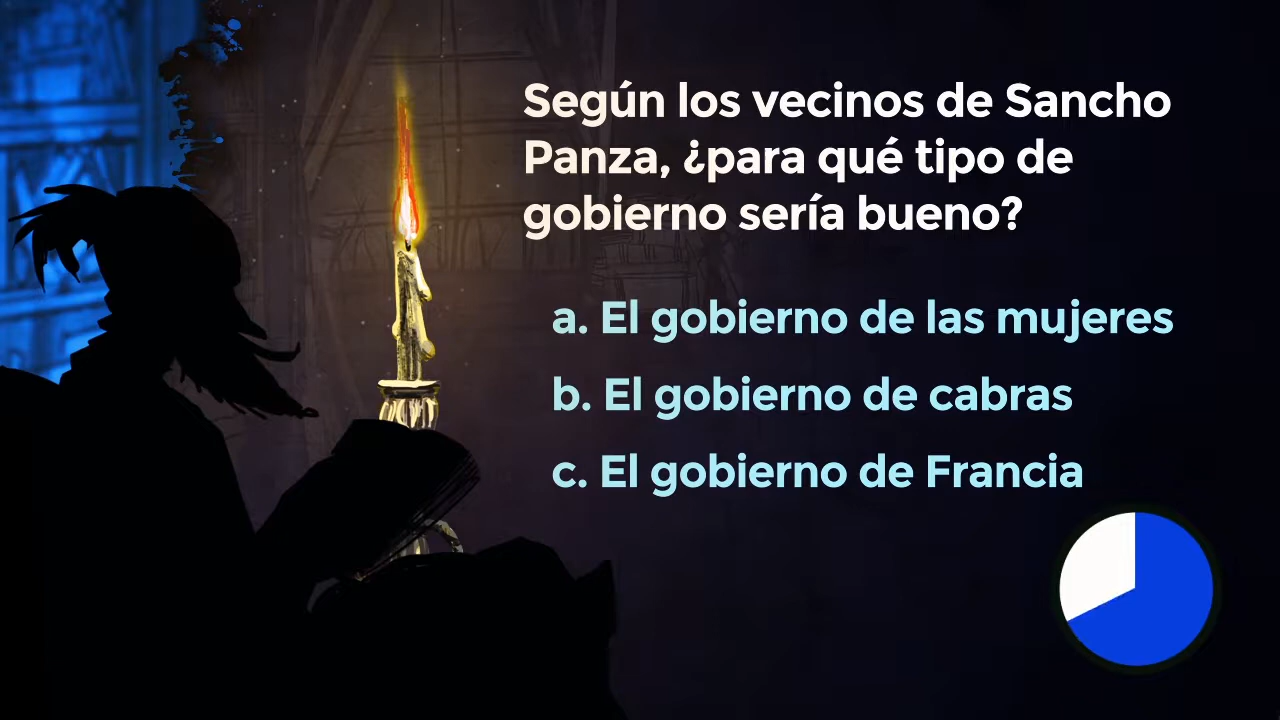 Según los vecinos de Sancho
Panza, ¿para qué tipo de
gobierno sería bueno?
a. El gobierno de las mujeres
b. El gobierno de cabras
c. El gobierno de Francia